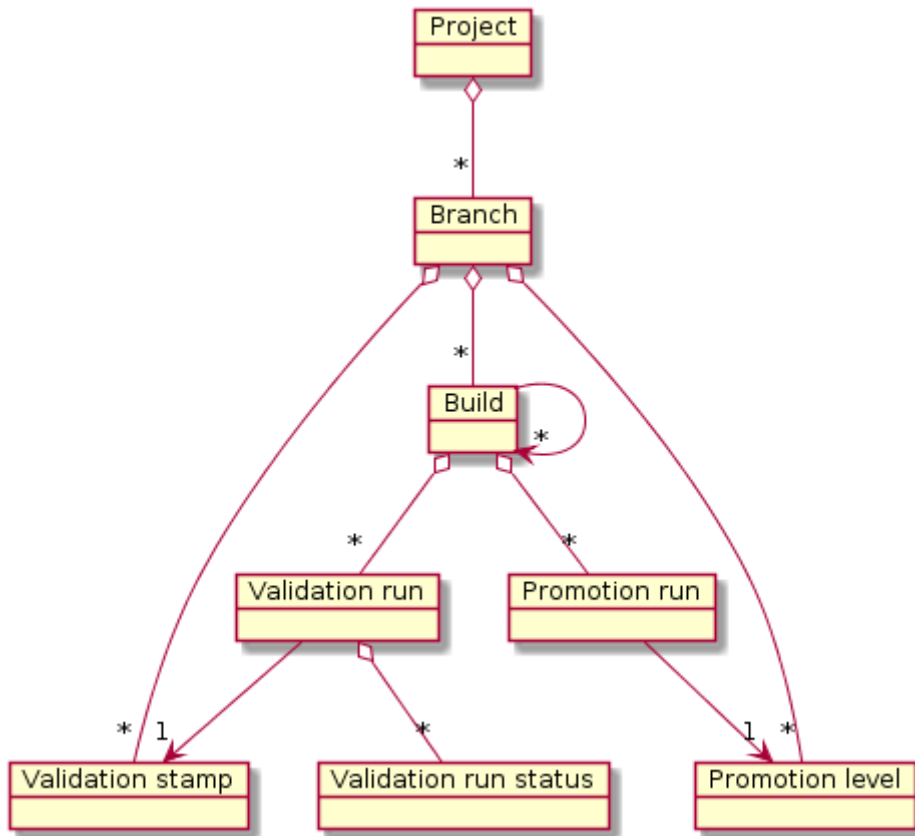 Project
*
Branch
*
Build
*
*
*
Validation run
Promotion run
*
1
*
1
*
Validation stamp
Validation run status
Promotion level